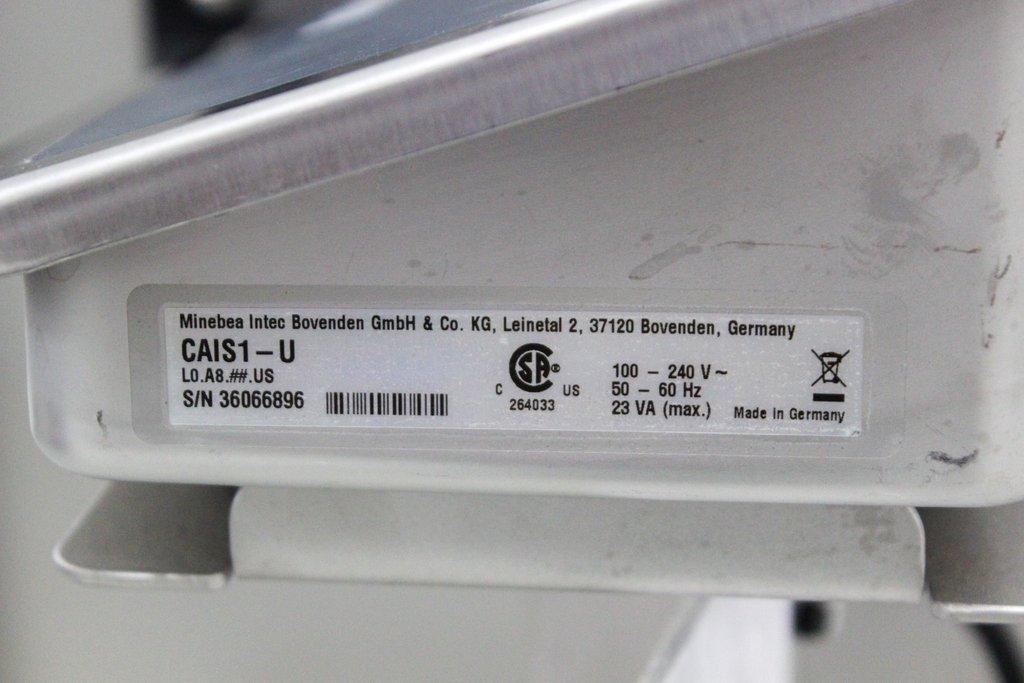 Minebea Intec Bovenden GmbH & Co. KG, Leinetal 2, 37120 Bovenden, Germany
CAIS1-U
L0.A8.##.US
S/N 36066896
C SA® US
264033
100 - 240 V ~
50 - 60 Hz
23 VA (max.)
Made in Germany